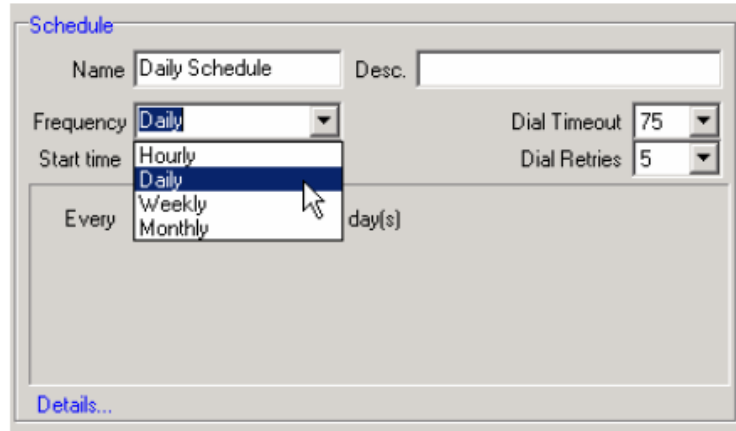 Schedule
Name Daily Schedule Desc.
Frequency Daily Dial Timeout 75
Start time Hourly Dial Retries 5
Daily
Every Weekly day(s)
Monthly
Details...